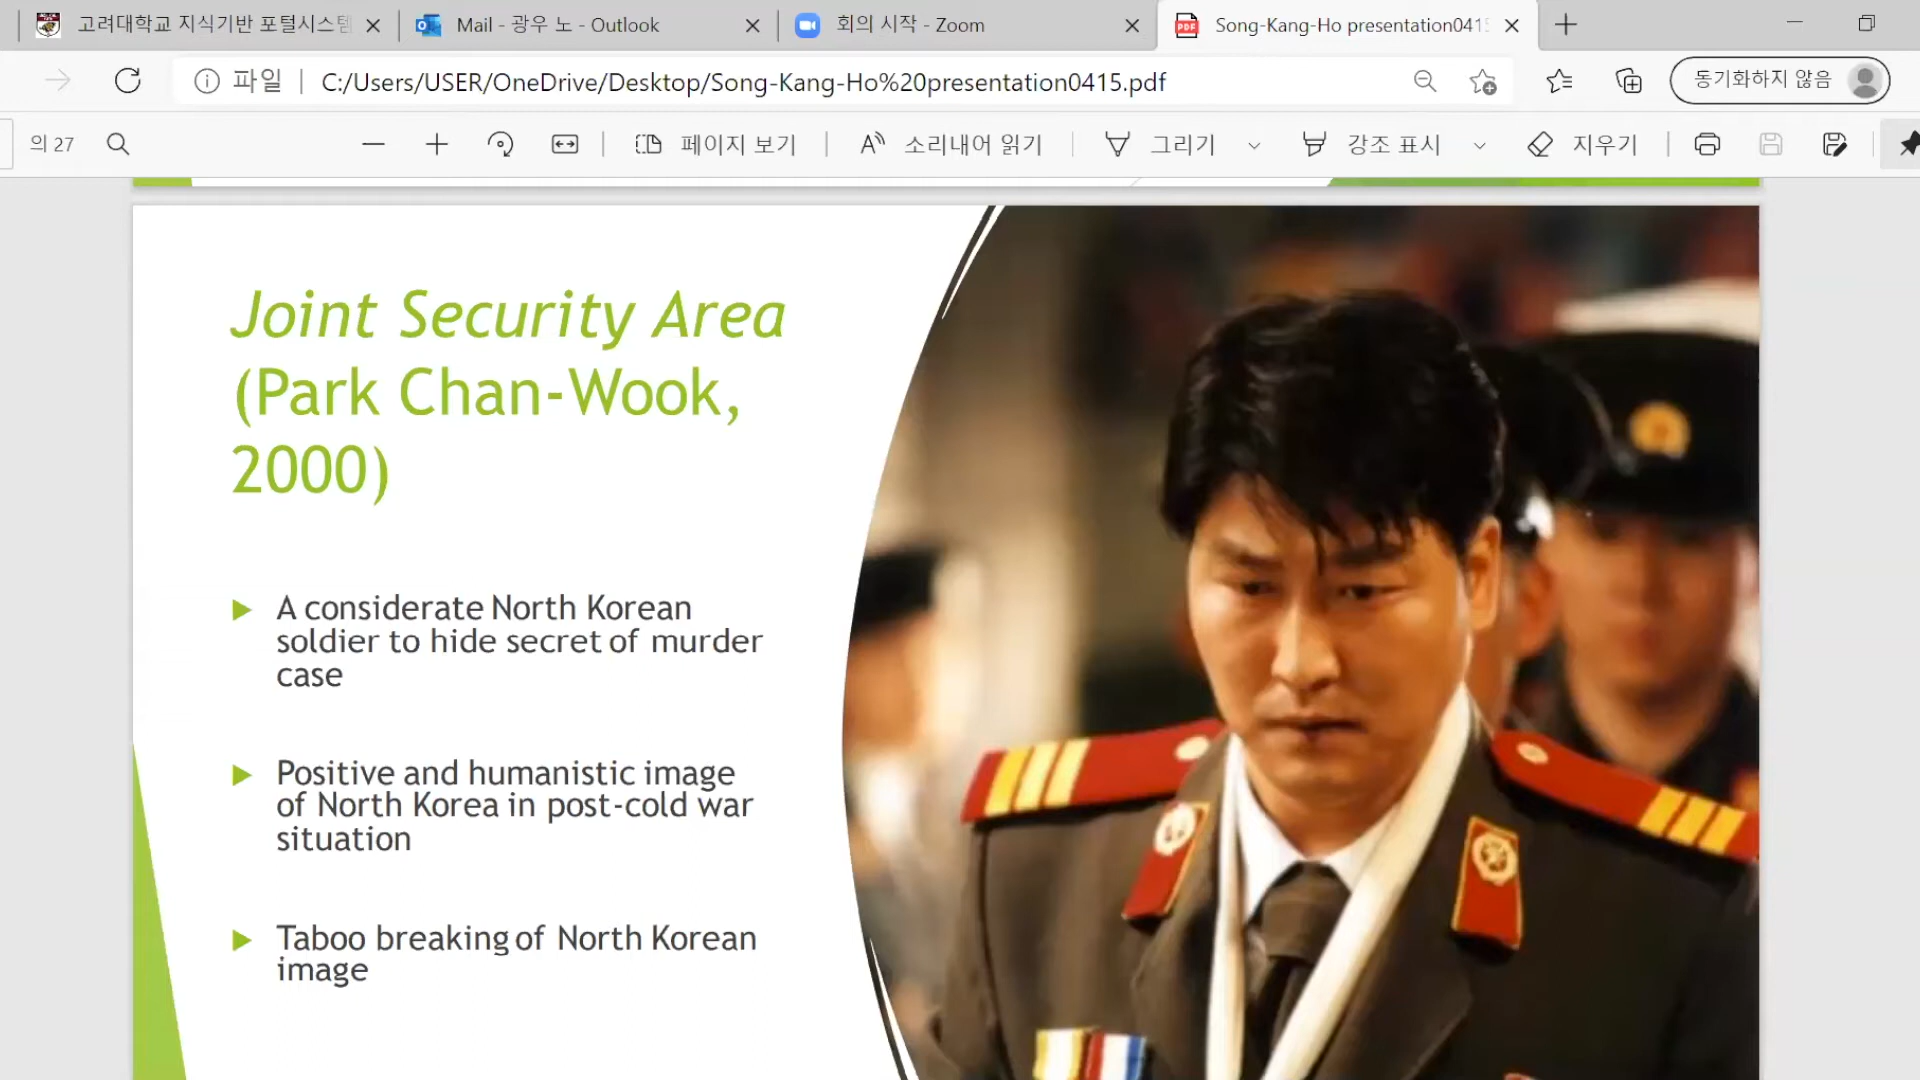 고려대학교 지식기반 포털시스템
Mail - 광우 노 - Outlook
회의 시작 - Zoom
Song-Kang-Ho presentation0415
파일
C:/Users/USER/OneDrive/Desktop/Song-Kang-Ho%20presentation0415.pdf
동기화하지 않음
의 27
페이지 보기
소리내어 읽기
그리기
강조 표시
지우기
Joint Security Area
(Park Chan-Wook,
2000)
A considerate North Korean
soldier to hide secret of murder
case
Positive and humanistic image
of North Korea in post-cold war
situation
Taboo breaking of North Korean
image